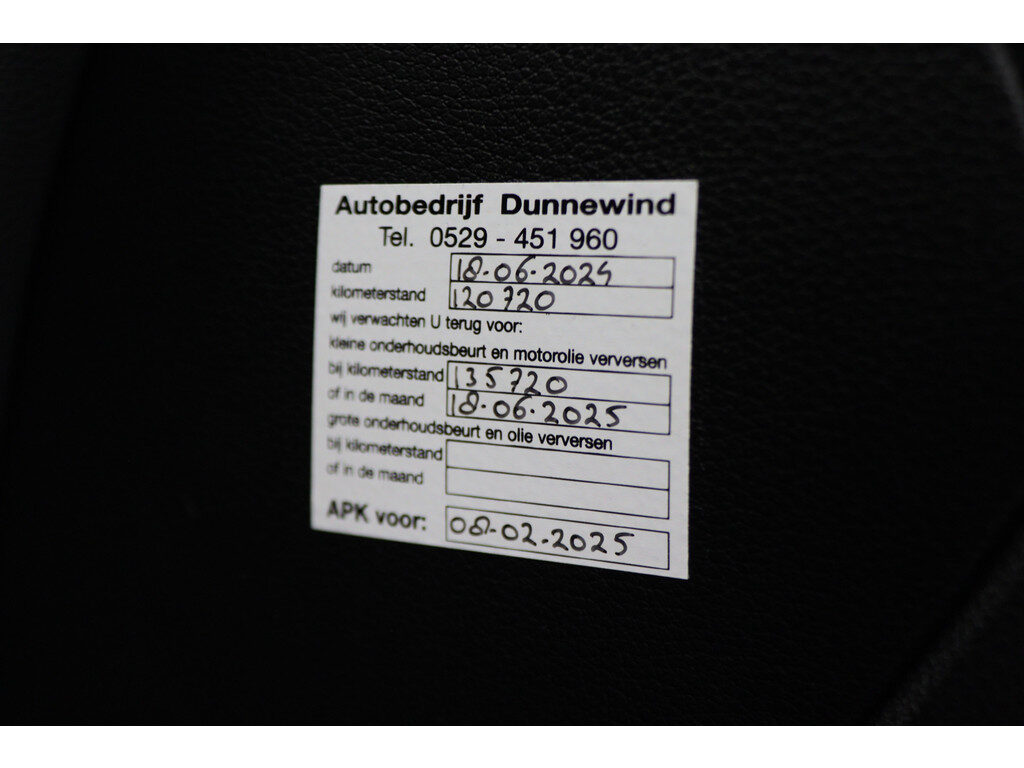 Autobedrijf Dunnewind
Tel. 0529 - 451 960
datum 18-06-2024
kilometerstand 120720
wij verwachten U terug voor:
kleine onderhoudsbeurt en motorolie verversen
bij kilometerstand 135720
of in de maand 18-06-2025
grote onderhoudsbeurt en olie verversen
bij kilometerstand
of in de maand
APK voor: 08-02-2025